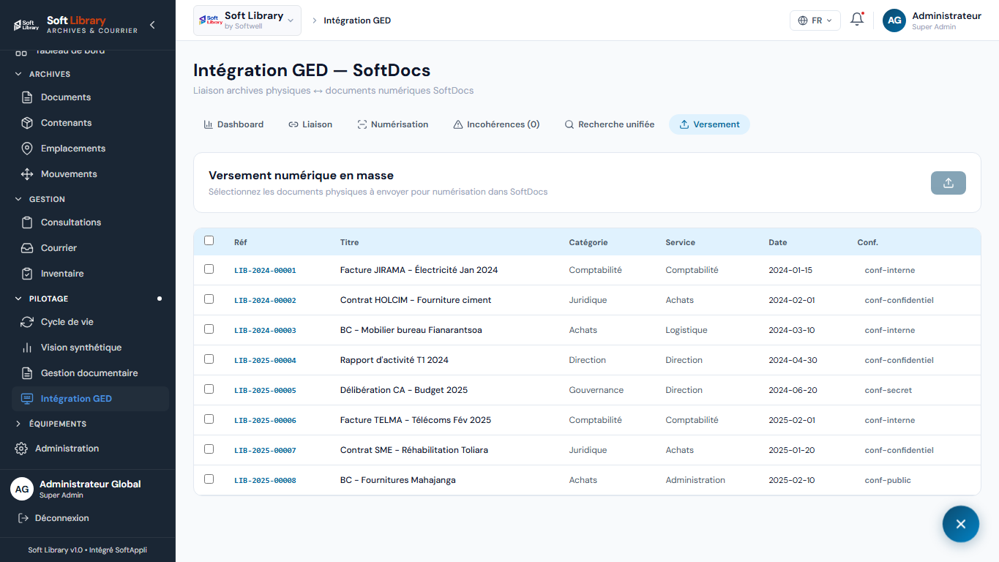 Soft Library
Soft Library
ARCHIVES & COURRIER
Tableau de bord
ARCHIVES
Documents
Contenants
Emplacements
Mouvements
GESTION
Consultations
Courrier
Inventaire
PILOTAGE
Cycle de vie
Vision synthétique
Gestion documentaire
Intégration GED
ÉQUIPEMENTS
Administration
AG Administrateur Global
Super Admin
Déconnexion
Soft Library v1.0 • Intégré SoftAppli
Soft Library
Soft Library
by Softwell
Intégration GED
FR
AG Administrateur
Super Admin
Intégration GED — SoftDocs
Liaison archives physiques ↔ documents numériques SoftDocs
Dashboard Liaison Numérisation Incohérences (0) Recherche unifiée Versement
Versement numérique en masse
Sélectionnez les documents physiques à envoyer pour numérisation dans SoftDocs
Réf Titre Catégorie Service Date Conf.
LIB-2024-00001 Facture JIRAMA - Électricité Jan 2024 Comptabilité Comptabilité 2024-01-15 conf-interne
LIB-2024-00002 Contrat HOLCIM - Fourniture ciment Juridique Achats 2024-02-01 conf-confidentiel
LIB-2024-00003 BC - Mobilier bureau Fianarantsoa Achats Logistique 2024-03-10 conf-interne
LIB-2025-00004 Rapport d'activité T1 2024 Direction Direction 2024-04-30 conf-confidentiel
LIB-2025-00005 Délibération CA - Budget 2025 Gouvernance Direction 2024-06-20 conf-secret
LIB-2025-00006 Facture TELMA - Télécoms Fév 2025 Comptabilité Comptabilité 2025-02-01 conf-interne
LIB-2025-00007 Contrat SME - Réhabilitation Toliara Juridique Achats 2025-01-20 conf-confidentiel
LIB-2025-00008 BC - Fournitures Mahajanga Achats Administration 2025-02-10 conf-public